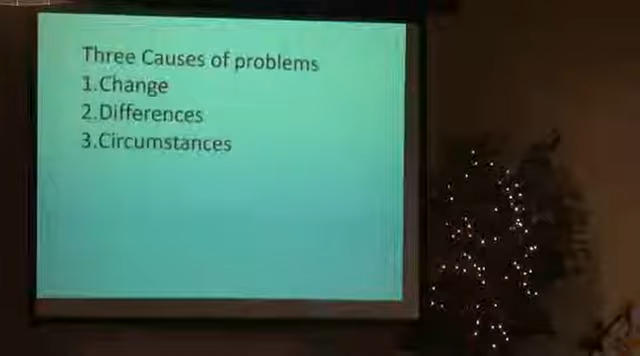 Three Causes of problems
1.Change
2.Differences
3.Circumstances